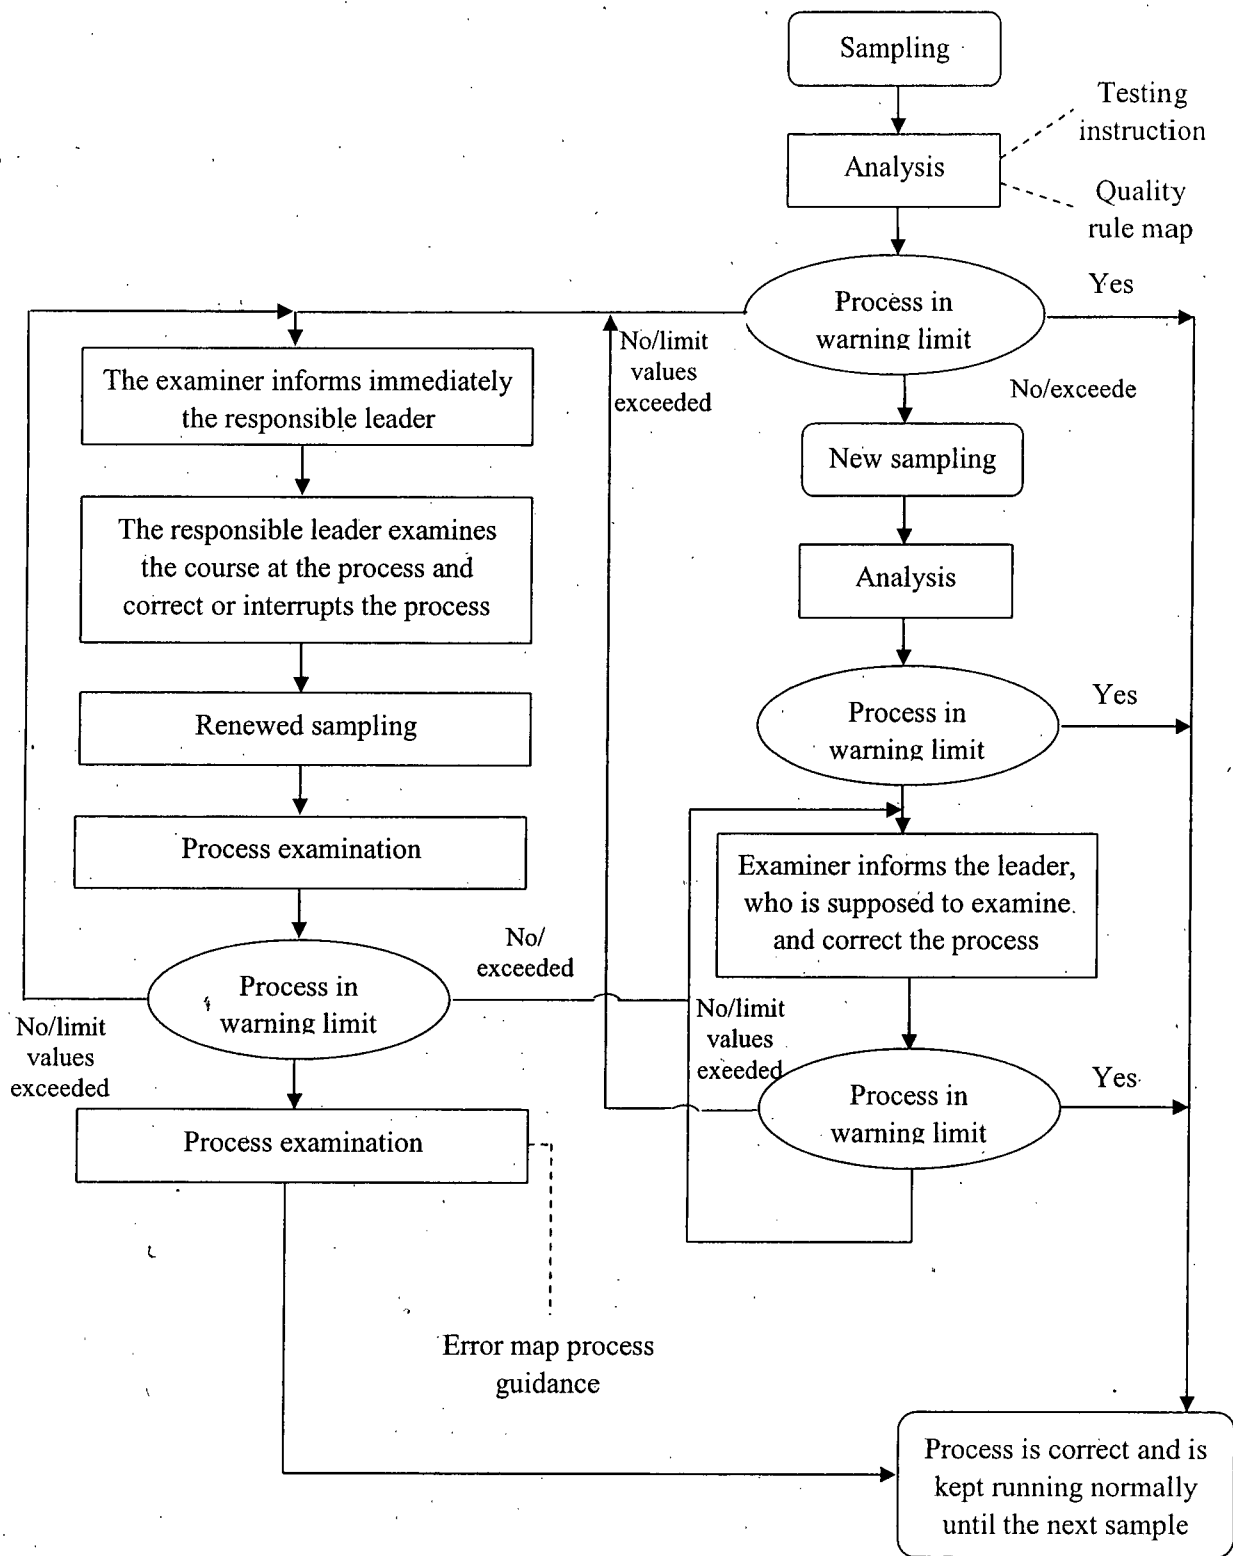 Sampling
Testing
instruction
Analysis
Quality
rule map
Process in
warning limit
Yes
No/limit
values
exceeded
No/exceede
The examiner informs immediately
the responsible leader
New sampling
The responsible leader examines
the course at the process and
correct or interrupts the process
Analysis
Renewed sampling
Process in
warning limit
Yes
Process examination
Examiner informs the leader,
who is supposed to examine.
and correct the process
No/
exceeded
Process in
warning limit
No/limit
values
exceeded
No/limit
values
exeeded
Process in
warning limit
Yes
Process examination
Error map process
guidance
Process is correct and is
kept running normally
until the next sample